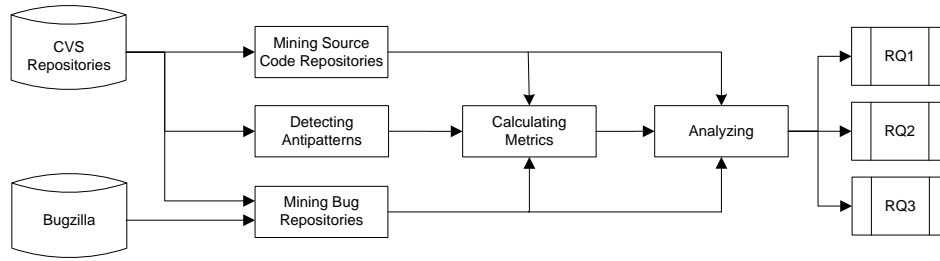 CVS
Repositories
Mining Source
Code Repositories
RQ1
Detecting
Antipatterns
Calculating
Metrics
Analyzing
RQ2
Bugzilla
Mining Bug
Repositories
RQ3